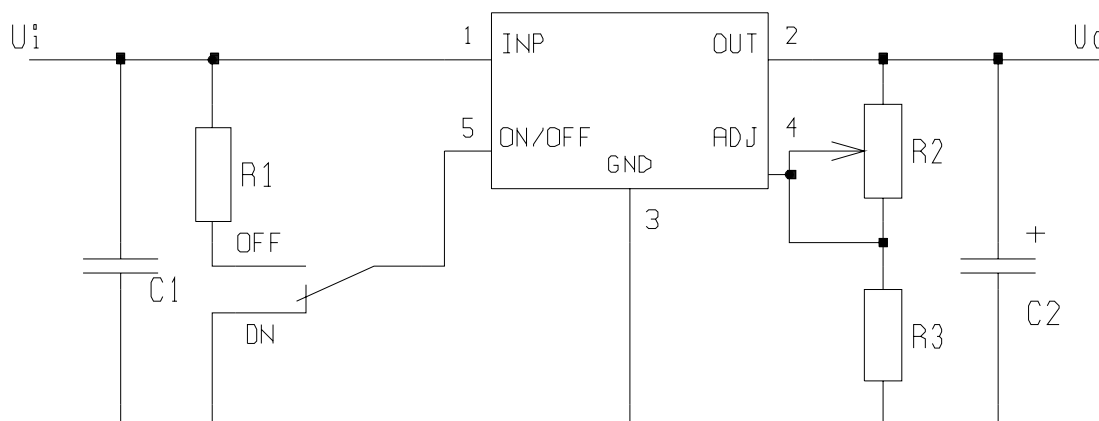 Ui
1
INP
OUT
2
Uo
5
ON/OFF
ADJ
4
GND
R1
R2
3
OFF
+
C1
C2
DN
R3